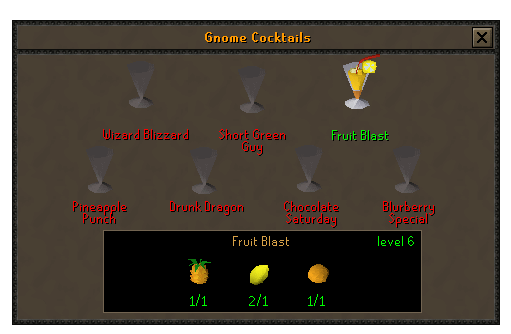 Gnome Cocktails
Wizard Blizzard
Short Green
Guy
Fruit Blast
Pineapple
Punch
Drunk Dragon
Chocolate
Saturday
Blurberry
Special
Fruit Blast
level 6
1/1
2/1
1/1